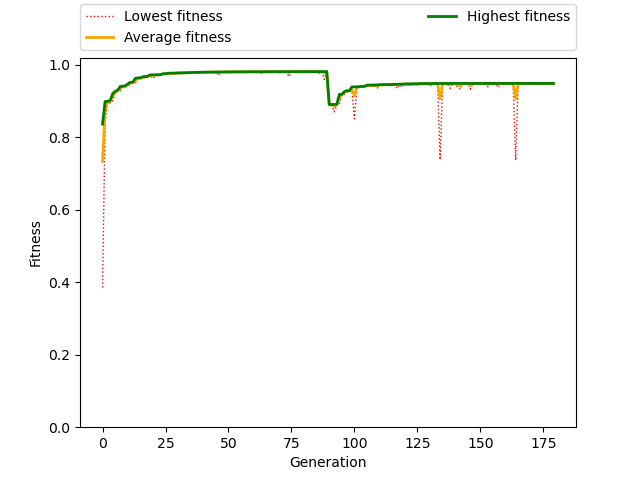 Lowest fitness
Average fitness
Highest fitness
1.0
0.8
0.6
0.4
0.2
0.0
Fitness
0 25 50 75 100 125 150 175
Generation